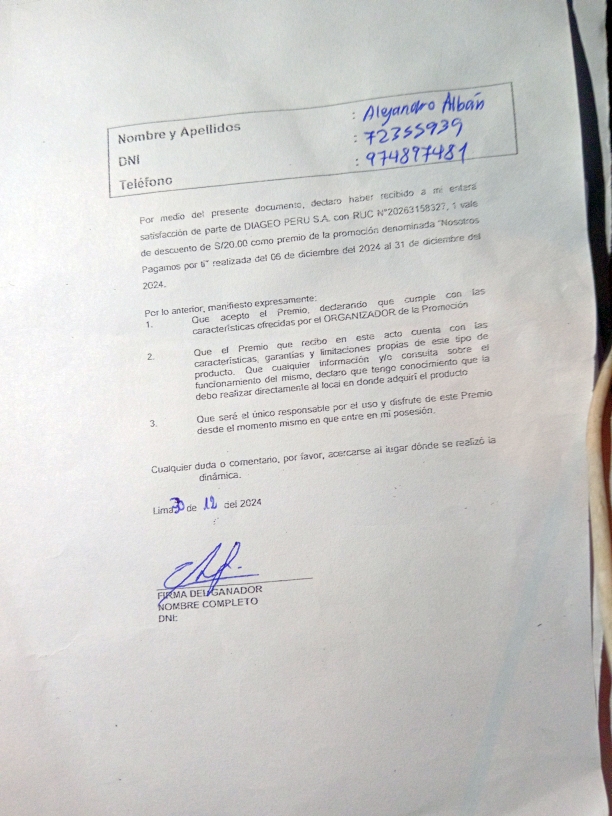 Nombre y Apellidos : Alejandro Albán
DNI : 72355939
Teléfono : 974897481
Por medio del presente documento, declaro haber recibido a mi entera
satisfacción de parte de DIAGEO PERU S.A. con RUC N°20263158327, 1 vale
de descuento de S/20.00 como premio de la promoción denominada "Nosotros
Pagamos por ti" realizada del 06 de diciembre del 2024 al 31 de diciembre del
2024.
Por lo anterior, manifiesto expresamente:
1. Que acepto el Premio, declarando que cumple con las
características ofrecidas por el ORGANIZADOR de la Promoción
2. Que el Premio que recibo en este acto cuenta con las
características, garantías y limitaciones propias de este tipo de
producto. Que cualquier información y/o consulta sobre el
funcionamiento del mismo, declaro que tengo conocimiento que la
debo realizar directamente al local en donde adquirí el producto
3. Que seré el único responsable por el uso y disfrute de este Premio
desde el momento mismo en que entre en mi posesión.
Cualquier duda o comentario, por favor, acercarse al lugar dónde se realizó la
dinámica.
Lima 30 de 12 del 2024
FIRMA DEL GANADOR
NOMBRE COMPLETO
DNI: